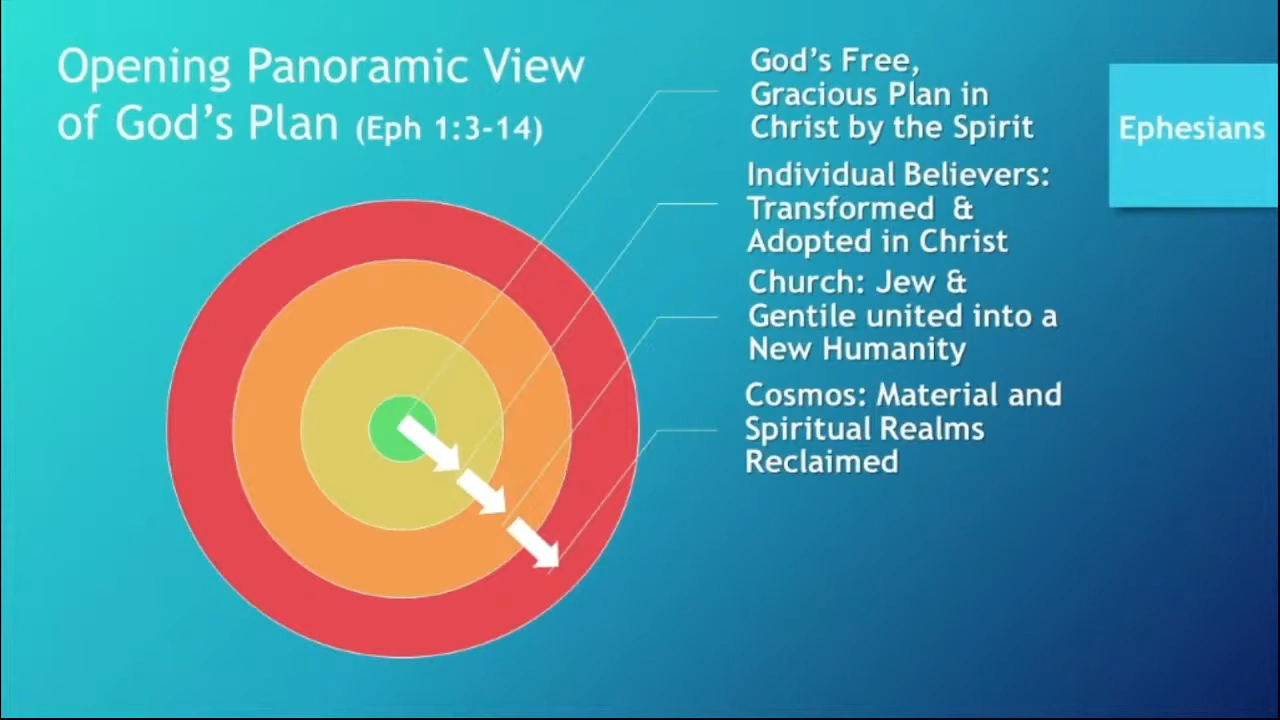 Opening Panoramic View
of God's Plan (Eph 1:3-14)
God's Free,
Gracious Plan in
Christ by the Spirit
Individual Believers:
Transformed &
Adopted in Christ
Church: Jew &
Gentile united into a
New Humanity
Cosmos: Material and
Spiritual Realms
Reclaimed
Ephesians